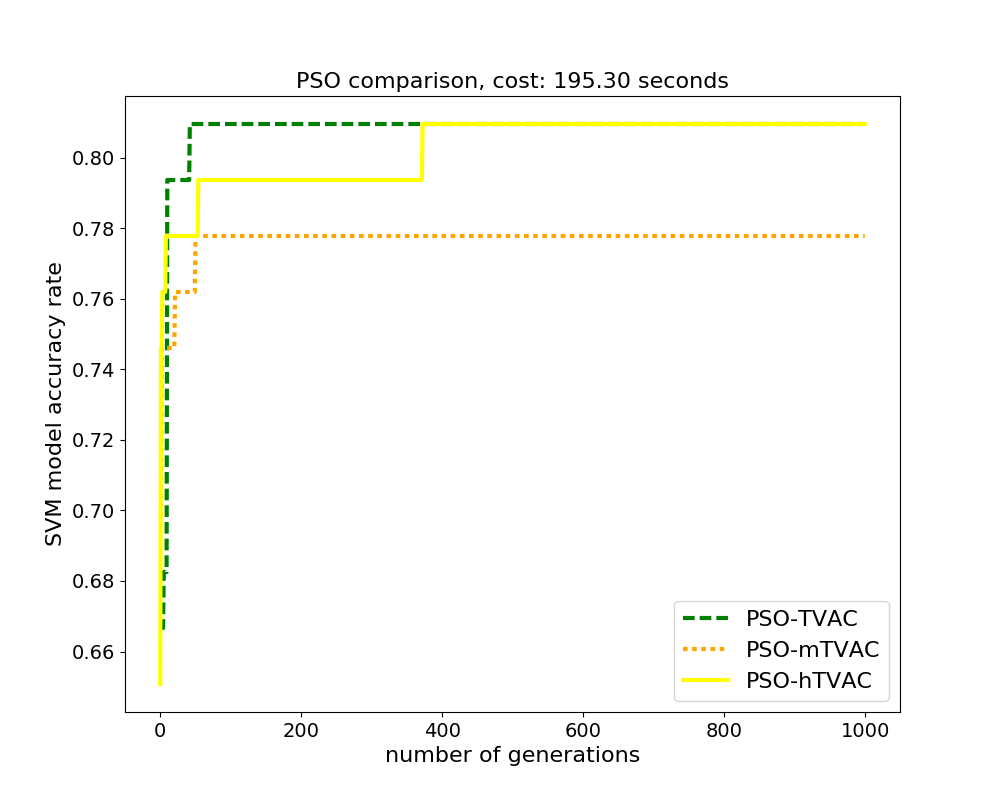 PSO comparison, cost: 195.30 seconds
SVM model accuracy rate
0.80
0.78
0.76
0.74
0.72
0.70
0.68
0.66
PSO-TVAC
PSO-mTVAC
PSO-hTVAC
0 200 400 600 800 1000
number of generations